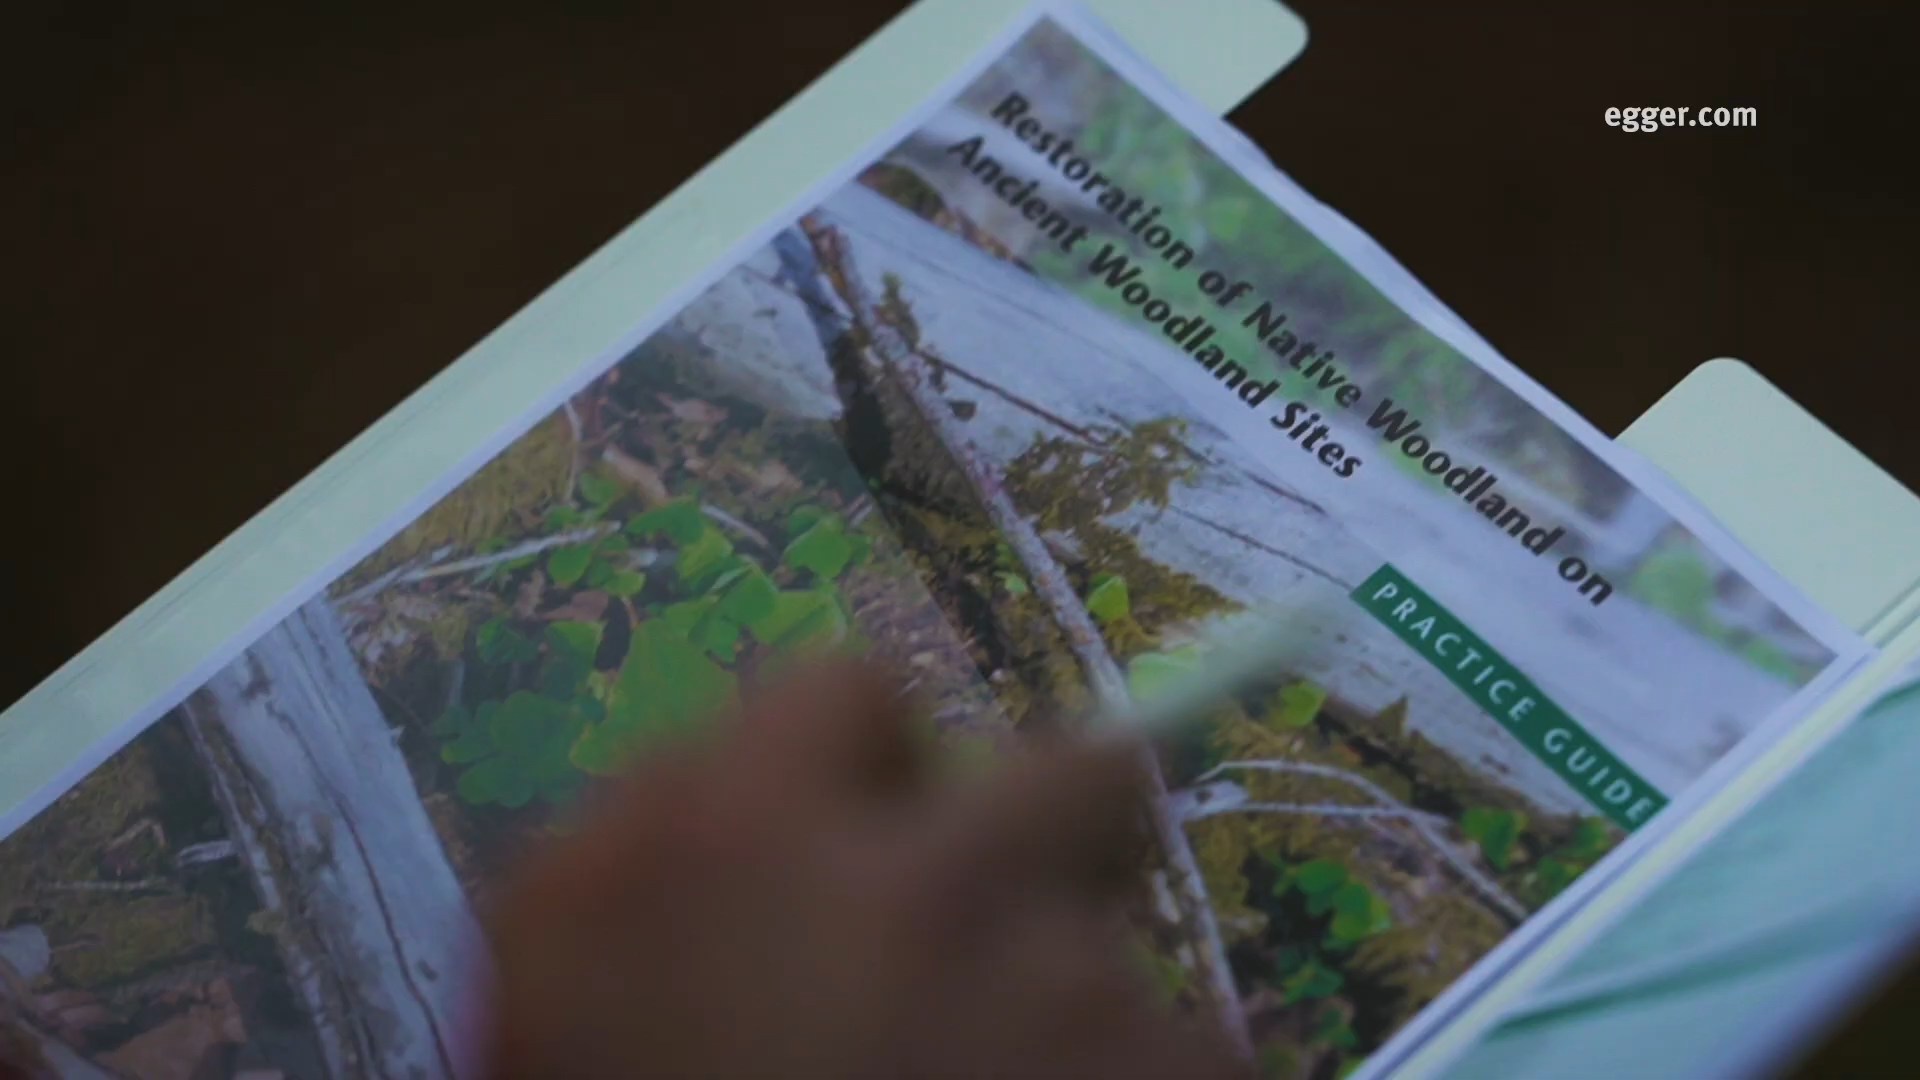 egger.com
Restoration of Native Woodland on
Ancient Woodland Sites
PRACTICE GUIDE